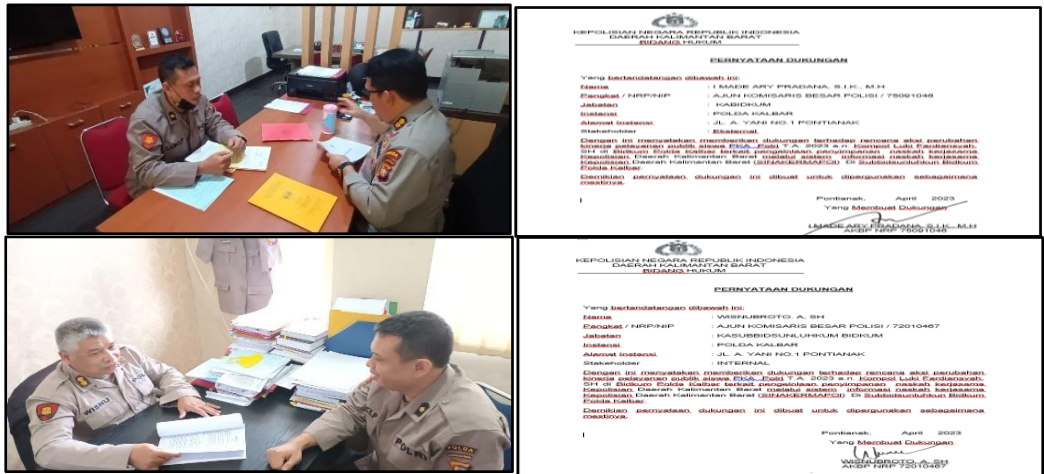 KEPOLISIAN NEGARA REPUBLIK INDONESIA
DAERAH KALIMANTAN BARAT
BIDANG HUKUM
PERNYATAAN DUKUNGAN
Yang bertandatangan dibawah ini:
Nama : I MADE ARY PRADANA, S.I.K., M.H
Pangkat / NRP/NIP : AJUN KOMISARIS BESAR POLISI / 75091046
Jabatan : KABIDKUM
Instansi : POLDA KALBAR
Alamat Instansi : JL. A. YANI NO.1 PONTIANAK
Stakeholder : Eksternal
Dengan ini menyatakan memberikan dukungan terhadap rencana aksi perubahan
kinerja pelayanan publik siswa PKA Polri T.A. 2023 a.n. Kompol Luki Fardiansyah,
SH di Bidkum Polda Kalbar terkait pengelolaan penyimpanan naskah kerjasama
Kepolisian Daerah Kalimantan Barat melalui sistem informasi naskah kerjasama
Kepolisian Daerah Kalimantan Barat (SINAKERMAPOL) Di Subbidsunluhkun Bidkum
Polda Kalbar.
Demikian pernyataan dukungan ini dibuat untuk dipergunakan sebagaimana
mestinya.
Pontianak, April 2023
Yang Membuat Dukungan
I MADE ARY PRADANA, S.I.K., M.H
AKBP NRP 75091046
WISNU
POLRI
POLDA
KEPOLISIAN NEGARA REPUBLIK INDONESIA
DAERAH KALIMANTAN BARAT
BIDANG HUKUM
PERNYATAAN DUKUNGAN
Yang bertandatangan dibawah ini:
Nama : WISNUBROTO, A, SH
Pangkat / NRP/NIP : AJUN KOMISARIS BESAR POLISI / 72010467
Jabatan : KASUBBIDSUNLUHKUM BIDKUM
Instansi : POLDA KALBAR
Alamat Instansi : JL. A. YANI NO.1 PONTIANAK
Stakeholder : INTERNAL
Dengan ini menyatakan memberikan dukungan terhadap rencana aksi perubahan
kinerja pelayanan publik siswa PKA Polri T.A. 2023 a.n. Kompol Luki Fardiansyah,
SH di Bidkum Polda Kalbar terkait pengelolaan penyimpanan naskah kerjasama
Kepolisian Daerah Kalimantan Barat melalui sistem informasi naskah kerjasama
Kepolisian Daerah Kalimantan Barat (SINAKERMAPOL) Di Subbidsunluhkun Bidkum
Polda Kalbar.
Demikian pernyataan dukungan ini dibuat untuk dipergunakan sebagaimana
mestinya.
Pontianak, April 2023
Yang Membuat Dukungan
WISNUBROTO, A, SH
AKBP NRP 72010467